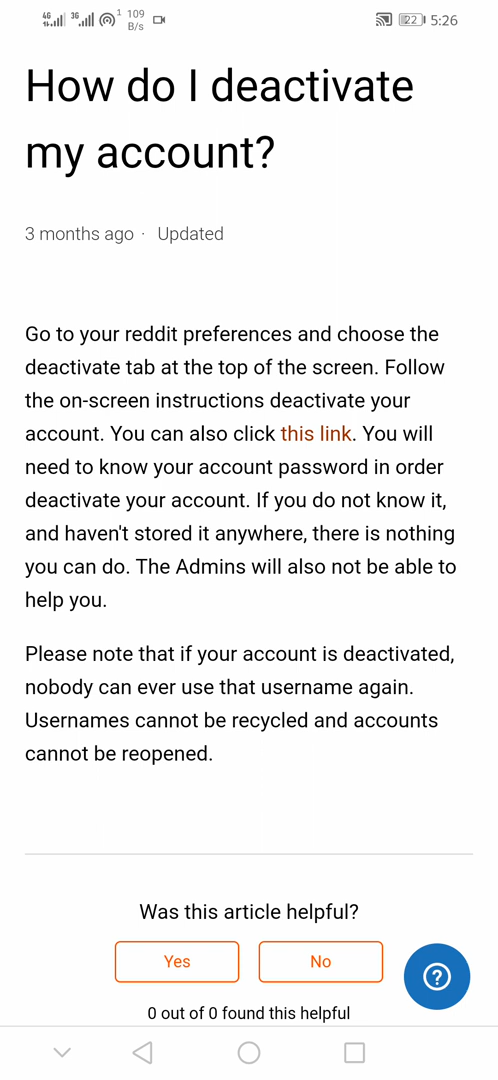 4G 3G 1 109 B/s 22 5:26
How do I deactivate
my account?
3 months ago · Updated
Go to your reddit preferences and choose the
deactivate tab at the top of the screen. Follow
the on-screen instructions deactivate your
account. You can also click this link. You will
need to know your account password in order
deactivate your account. If you do not know it,
and haven't stored it anywhere, there is nothing
you can do. The Admins will also not be able to
help you.
Please note that if your account is deactivated,
nobody can ever use that username again.
Usernames cannot be recycled and accounts
cannot be reopened.
Was this article helpful?
Yes No
0 out of 0 found this helpful